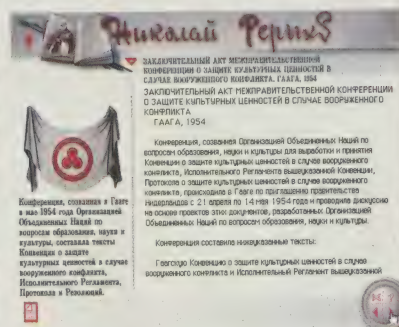 Николай Рерих
ЗАКЛЮЧИТЕЛЬНЫЙ АКТ МЕЖПРАВИТЕЛЬСТВЕННОЙ
КОНФЕРЕНЦИИ О ЗАЩИТЕ КУЛЬТУРНЫХ ЦЕННОСТЕЙ В
СЛУЧАЕ ВООРУЖЕННОГО КОНФЛИКТА. ГААГА, 1954
ЗАКЛЮЧИТЕЛЬНЫЙ АКТ МЕЖПРАВИТЕЛЬСТВЕННОЙ КОНФЕРЕНЦИИ
О ЗАЩИТЕ КУЛЬТУРНЫХ ЦЕННОСТЕЙ В СЛУЧАЕ ВООРУЖЕННОГО
КОНФЛИКТА
ГААГА, 1954
Конференция, созванная Организацией Объединенных Наций по
вопросам образования, науки и культуры для выработки и принятия
Конвенции о защите культурных ценностей в случае вооруженного
конфликта, Исполнительного Регламента вышеуказанной Конвенции,
Протокола о защите культурных ценностей в случае вооруженного
конфликта, происходила в Гааге по приглашению правительства
Нидерландов с 21 апреля по 14 мая 1954 года и проводила дискуссию
на основе проектов этих документов, разработанных Организацией
Объединенных Наций по вопросам образования, науки и культуры.
Конференция составила нижеуказанные тексты:
Гаагскую Конвенцию о защите культурных ценностей в случае
вооруженного конфликта и Исполнительный Регламент вышеуказанной
Конференция, созванная в Гааге
в мае 1954 года Организацией
Объединенных Наций по
вопросам образования, науки и
культуры, составила тексты
Конвенции о защите
культурных ценностей в случае
вооруженного конфликта,
Исполнительного Регламента,
Протокола и Резолюций.